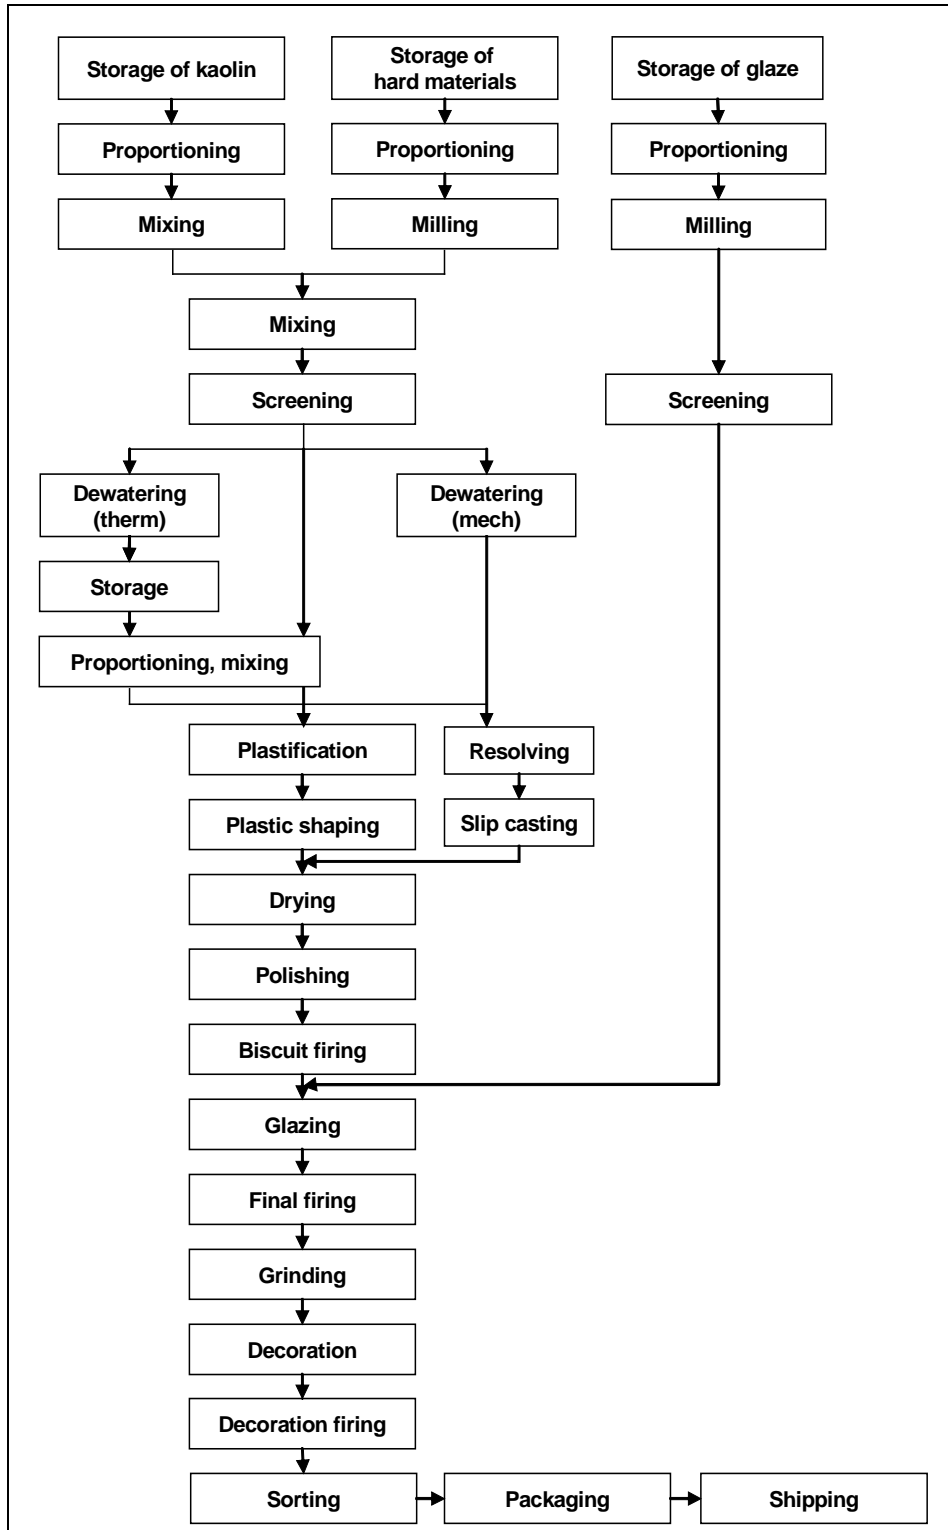 Storage of kaolin
Storage of
hard materials
Storage of glaze
Proportioning
Proportioning
Proportioning
Mixing
Milling
Milling
Mixing
Screening
Screening
Dewatering
(therm)
Dewatering
(mech)
Storage
Proportioning, mixing
Plastification
Resolving
Plastic shaping
Slip casting
Drying
Polishing
Biscuit firing
Glazing
Final firing
Grinding
Decoration
Decoration firing
Sorting
Packaging
Shipping